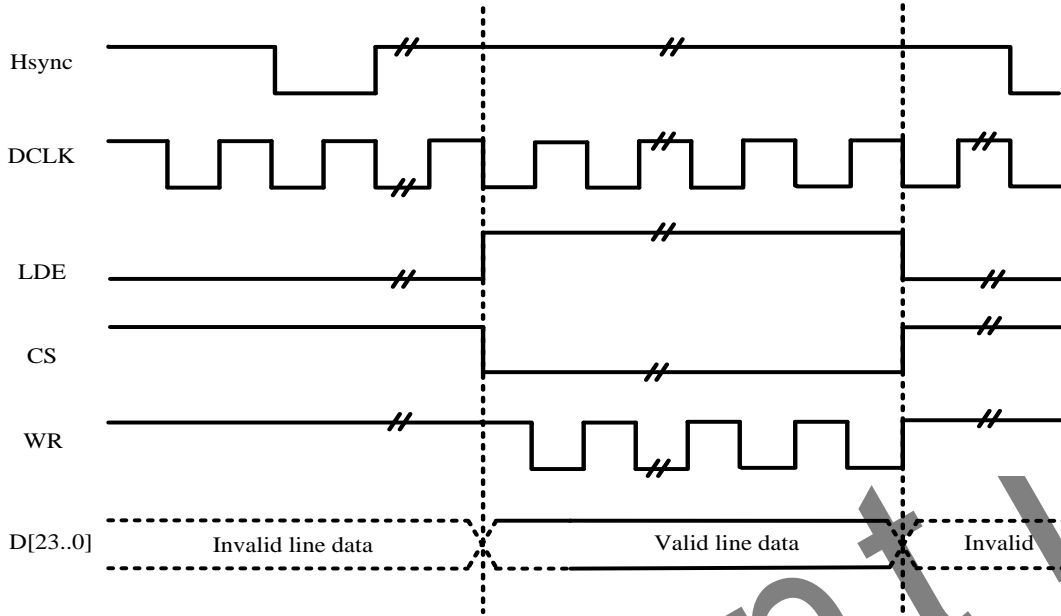 Hsync
DCLK
LDE
CS
WR
D[23..0] Invalid line data Valid line data Invalid